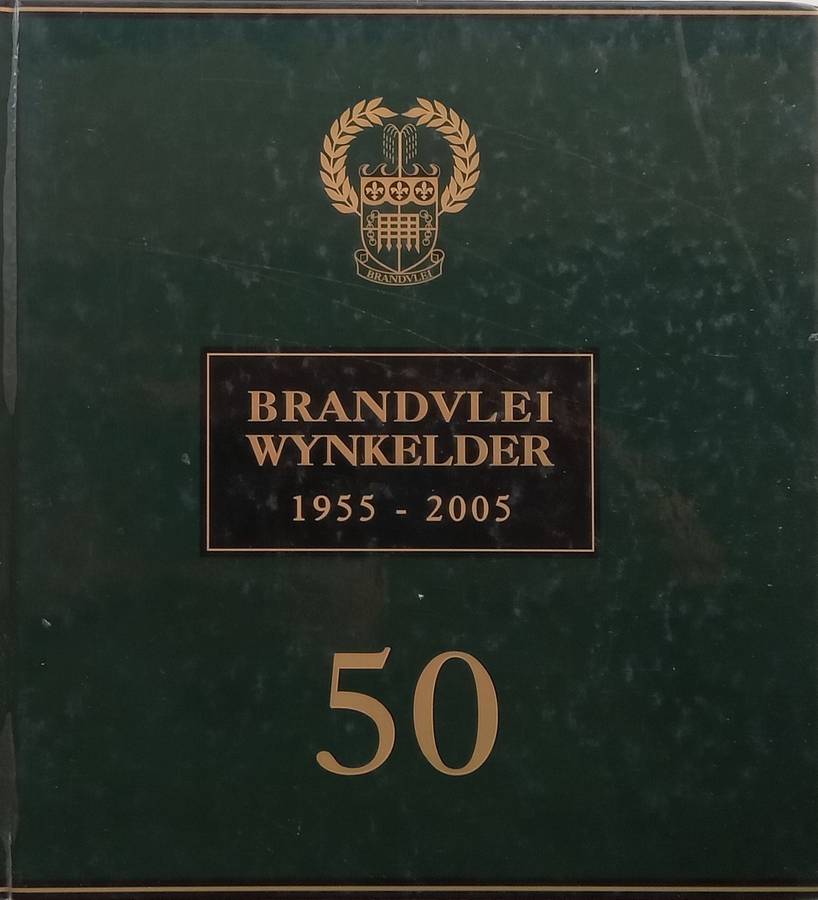 BRANDVLEI
BRANDVLEI
WYNKELDER
1955 - 2005
50